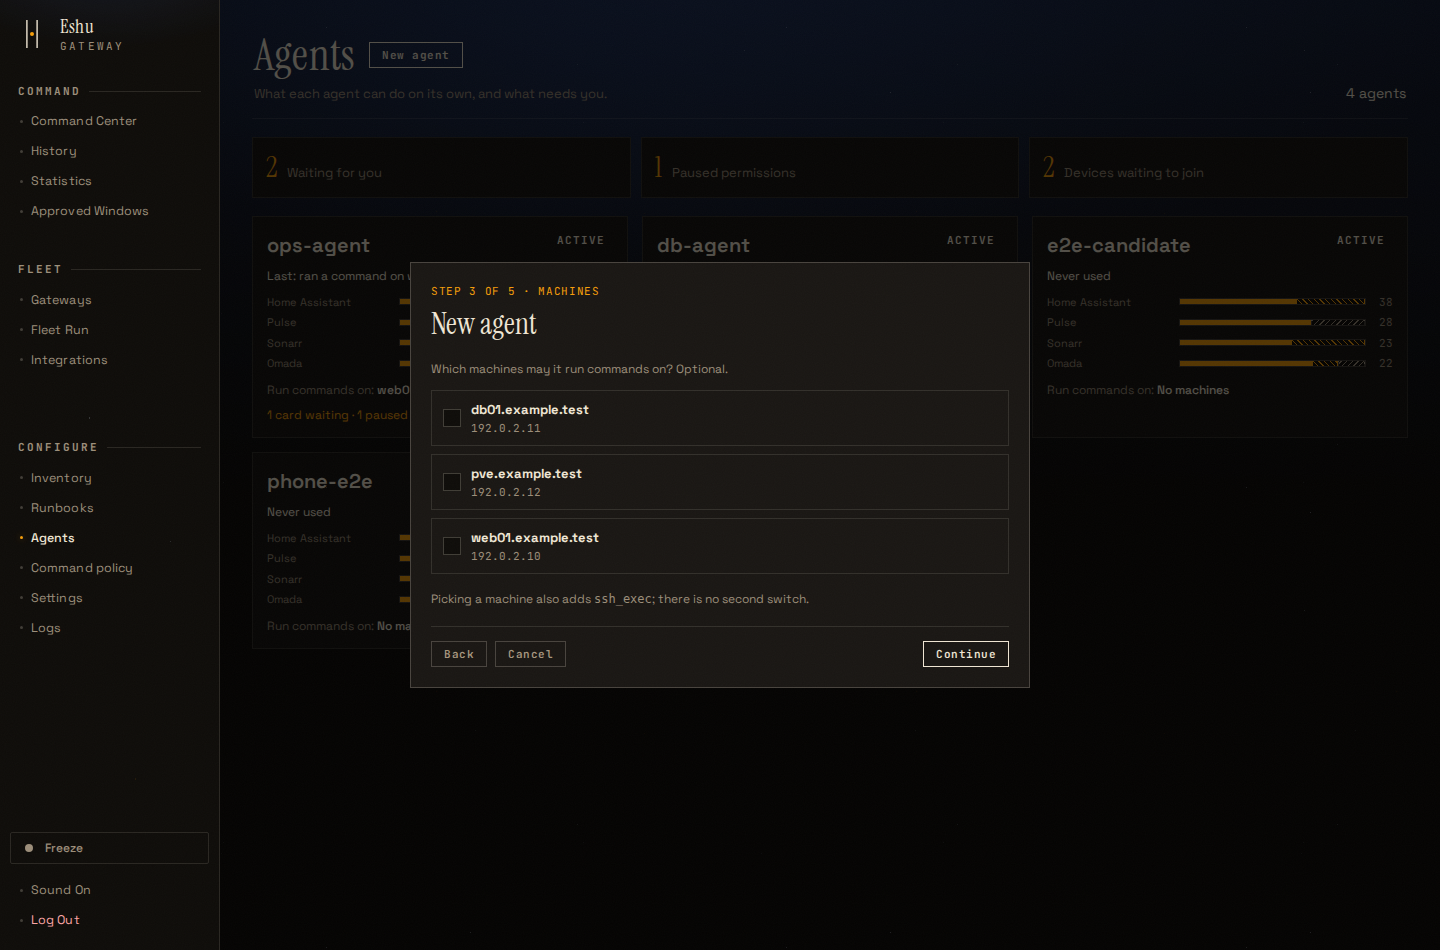 Eshu
GATEWAY
COMMAND
Command Center
History
Statistics
Approved Windows
FLEET
Gateways
Fleet Run
Integrations
CONFIGURE
Inventory
Runbooks
Agents
Command policy
Settings
Logs
Freeze
Sound On
Log Out
Agents
New agent
What each agent can do on its own, and what needs you.
4 agents
2 Waiting for you
1 Paused permissions
2 Devices waiting to join
ops-agent
ACTIVE
Last: ran a command on
Home Assistant
Pulse
Sonarr
Omada
Run commands on:
1 card waiting · 1 paused
db-agent
ACTIVE
e2e-candidate
ACTIVE
Never used
Home Assistant 38
Pulse 28
Sonarr 23
Omada 22
Run commands on: No machines
phone-e2e
Never used
Home Assistant
Pulse
Sonarr
Omada
Run commands on: No
STEP 3 OF 5 · MACHINES
New agent
Which machines may it run commands on? Optional.
db01.example.test
192.0.2.11
pve.example.test
192.0.2.12
web01.example.test
192.0.2.10
Picking a machine also adds ssh_exec; there is no second switch.
Back
Cancel
Continue